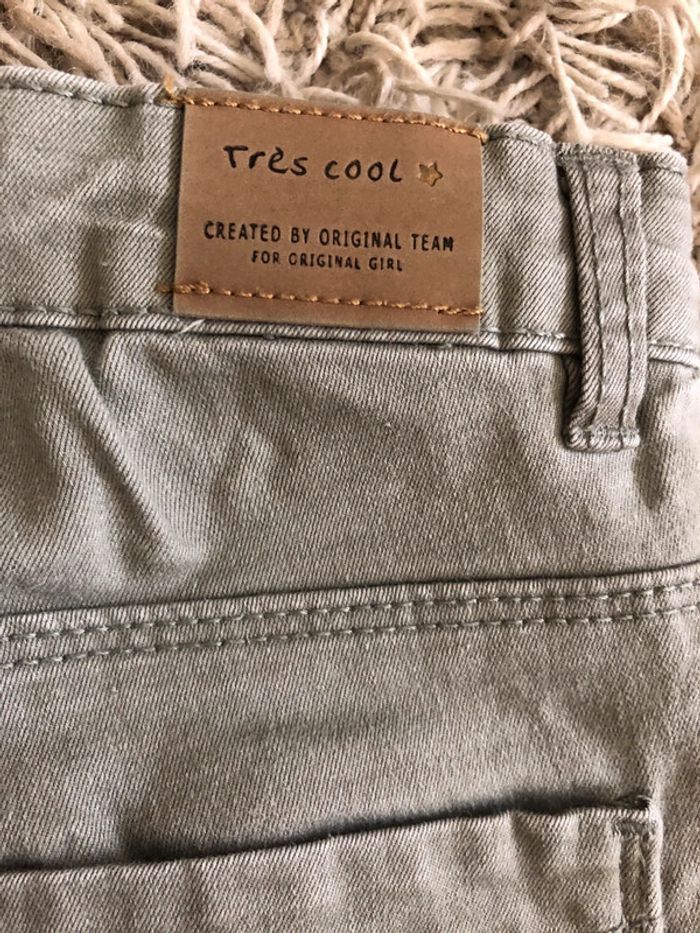 Très cool
CREATED BY ORIGINAL TEAM
FOR ORIGINAL GIRL